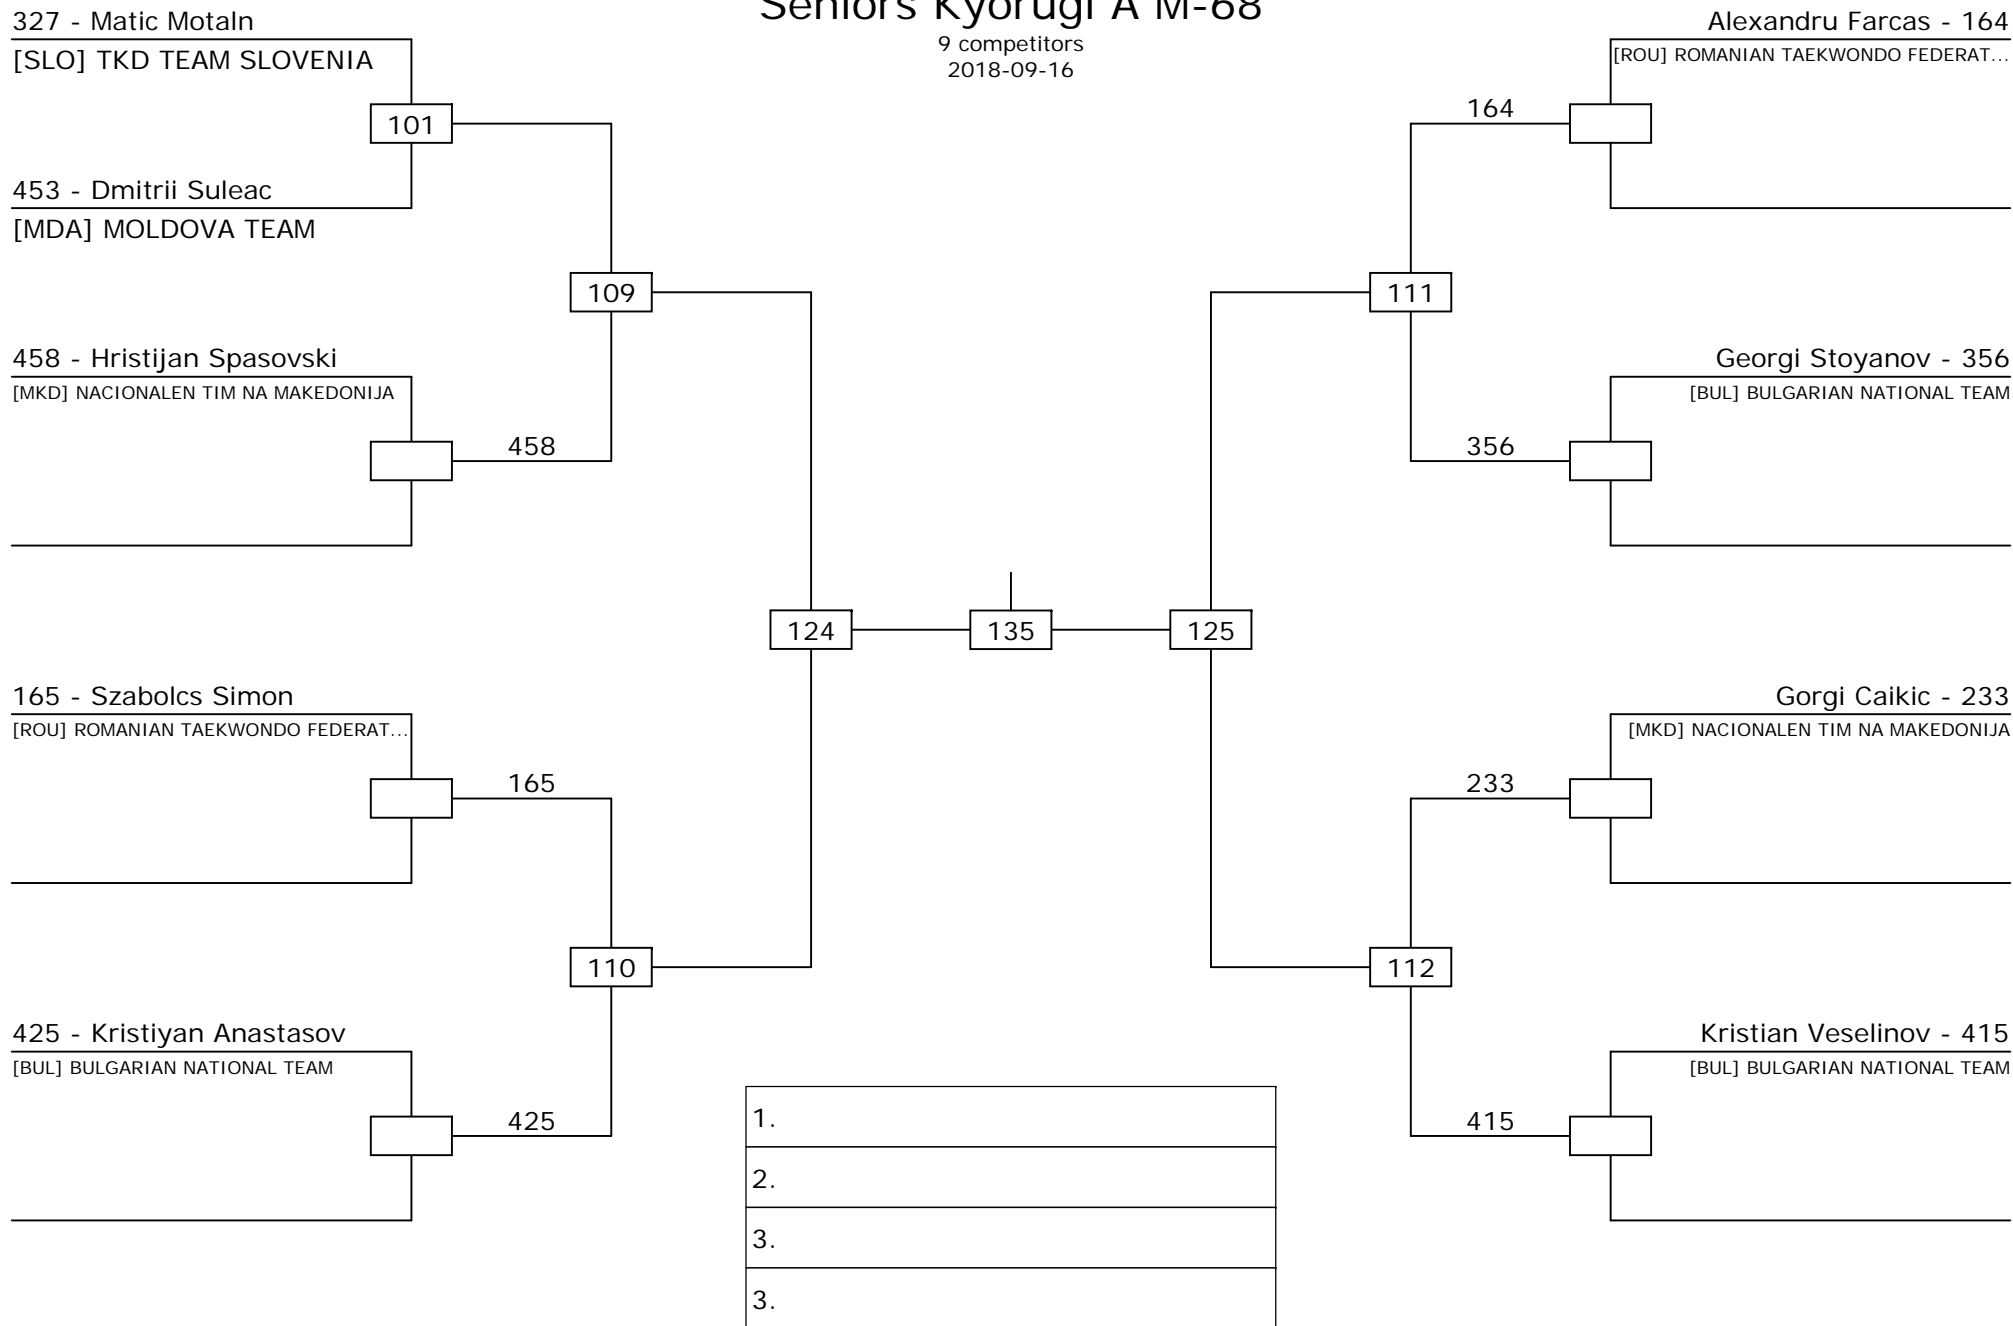 Seniors Kyorugi A M-68
9 competitors
2018-09-16
327 - Matic Motaln
[SLO] TKD TEAM SLOVENIA
101
453 - Dmitrii Suleac
[MDA] MOLDOVA TEAM
109
458 - Hristijan Spasovski
[MKD] NACIONALEN TIM NA MAKEDONIJA
458
124
165 - Szabolcs Simon
[ROU] ROMANIAN TAEKWONDO FEDERAT...
165
110
425 - Kristiyan Anastasov
[BUL] BULGARIAN NATIONAL TEAM
425
135
Alexandru Farcas - 164
[ROU] ROMANIAN TAEKWONDO FEDERAT...
164
111
Georgi Stoyanov - 356
[BUL] BULGARIAN NATIONAL TEAM
356
125
Gorgi Caikic - 233
[MKD] NACIONALEN TIM NA MAKEDONIJA
233
112
Kristian Veselinov - 415
[BUL] BULGARIAN NATIONAL TEAM
415
1.
2.
3.
3.